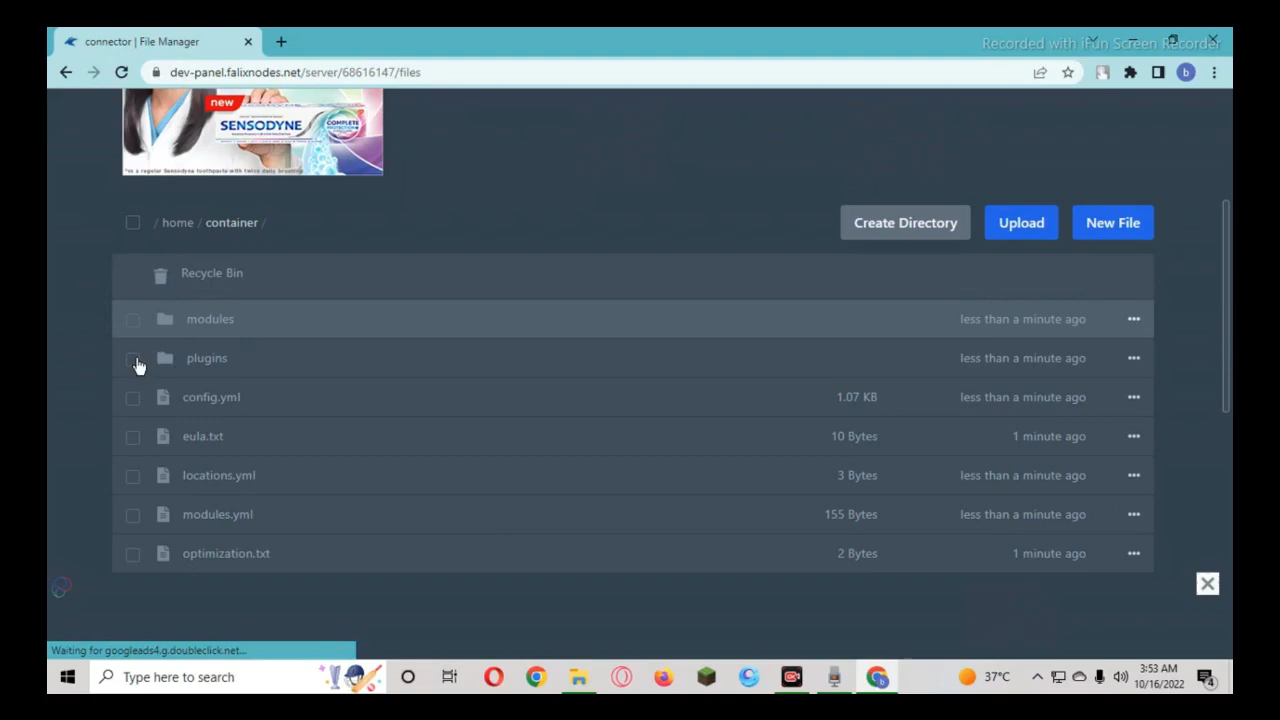 connector | File Manager
Recorded with iFun Screen Recorder
dev-panel.falixnodes.net/server/68616147/files
b
new
SENSODYNE
COMPLETE
PROTECTION
/ home / container /
Create Directory
Upload
New File
Recycle Bin
modules less than a minute ago
plugins less than a minute ago
config.yml 1.07 KB less than a minute ago
eula.txt 10 Bytes 1 minute ago
locations.yml 3 Bytes less than a minute ago
modules.yml 155 Bytes less than a minute ago
optimization.txt 2 Bytes 1 minute ago
Waiting for googleads4.g.doubleclick.net...
Type here to search
37°C
3:53 AM
10/16/2022
4